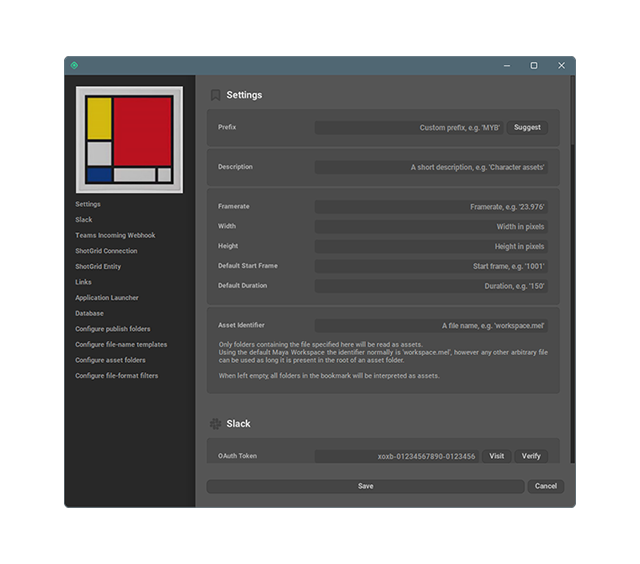 Settings
Slack
Teams Incoming Webhook
ShotGrid Connection
ShotGrid Entity
Links
Application Launcher
Database
Configure publish folders
Configure file-name templates
Configure asset folders
Configure file-format filters
Settings
Prefix Custom prefix, e.g. 'MYB' Suggest
Description A short description, e.g. 'Character assets'
Framerate Framerate, e.g. '23.976'
Width Width in pixels
Height Height in pixels
Default Start Frame Start frame, e.g. '1001'
Default Duration Duration, e.g. '150'
Asset Identifier A file name, e.g. 'workspace.mel'
Only folders containing the file specified here will be read as assets.
Using the default Maya Workspace the identifier normally is 'workspace.mel', however any other arbitrary file
can be used as long it is present in the root of an asset folder.
When left empty, all folders in the bookmark will be interpreted as assets.
Slack
OAuth Token xoxb-01234567890-0123456 Visit Verify
Save Cancel